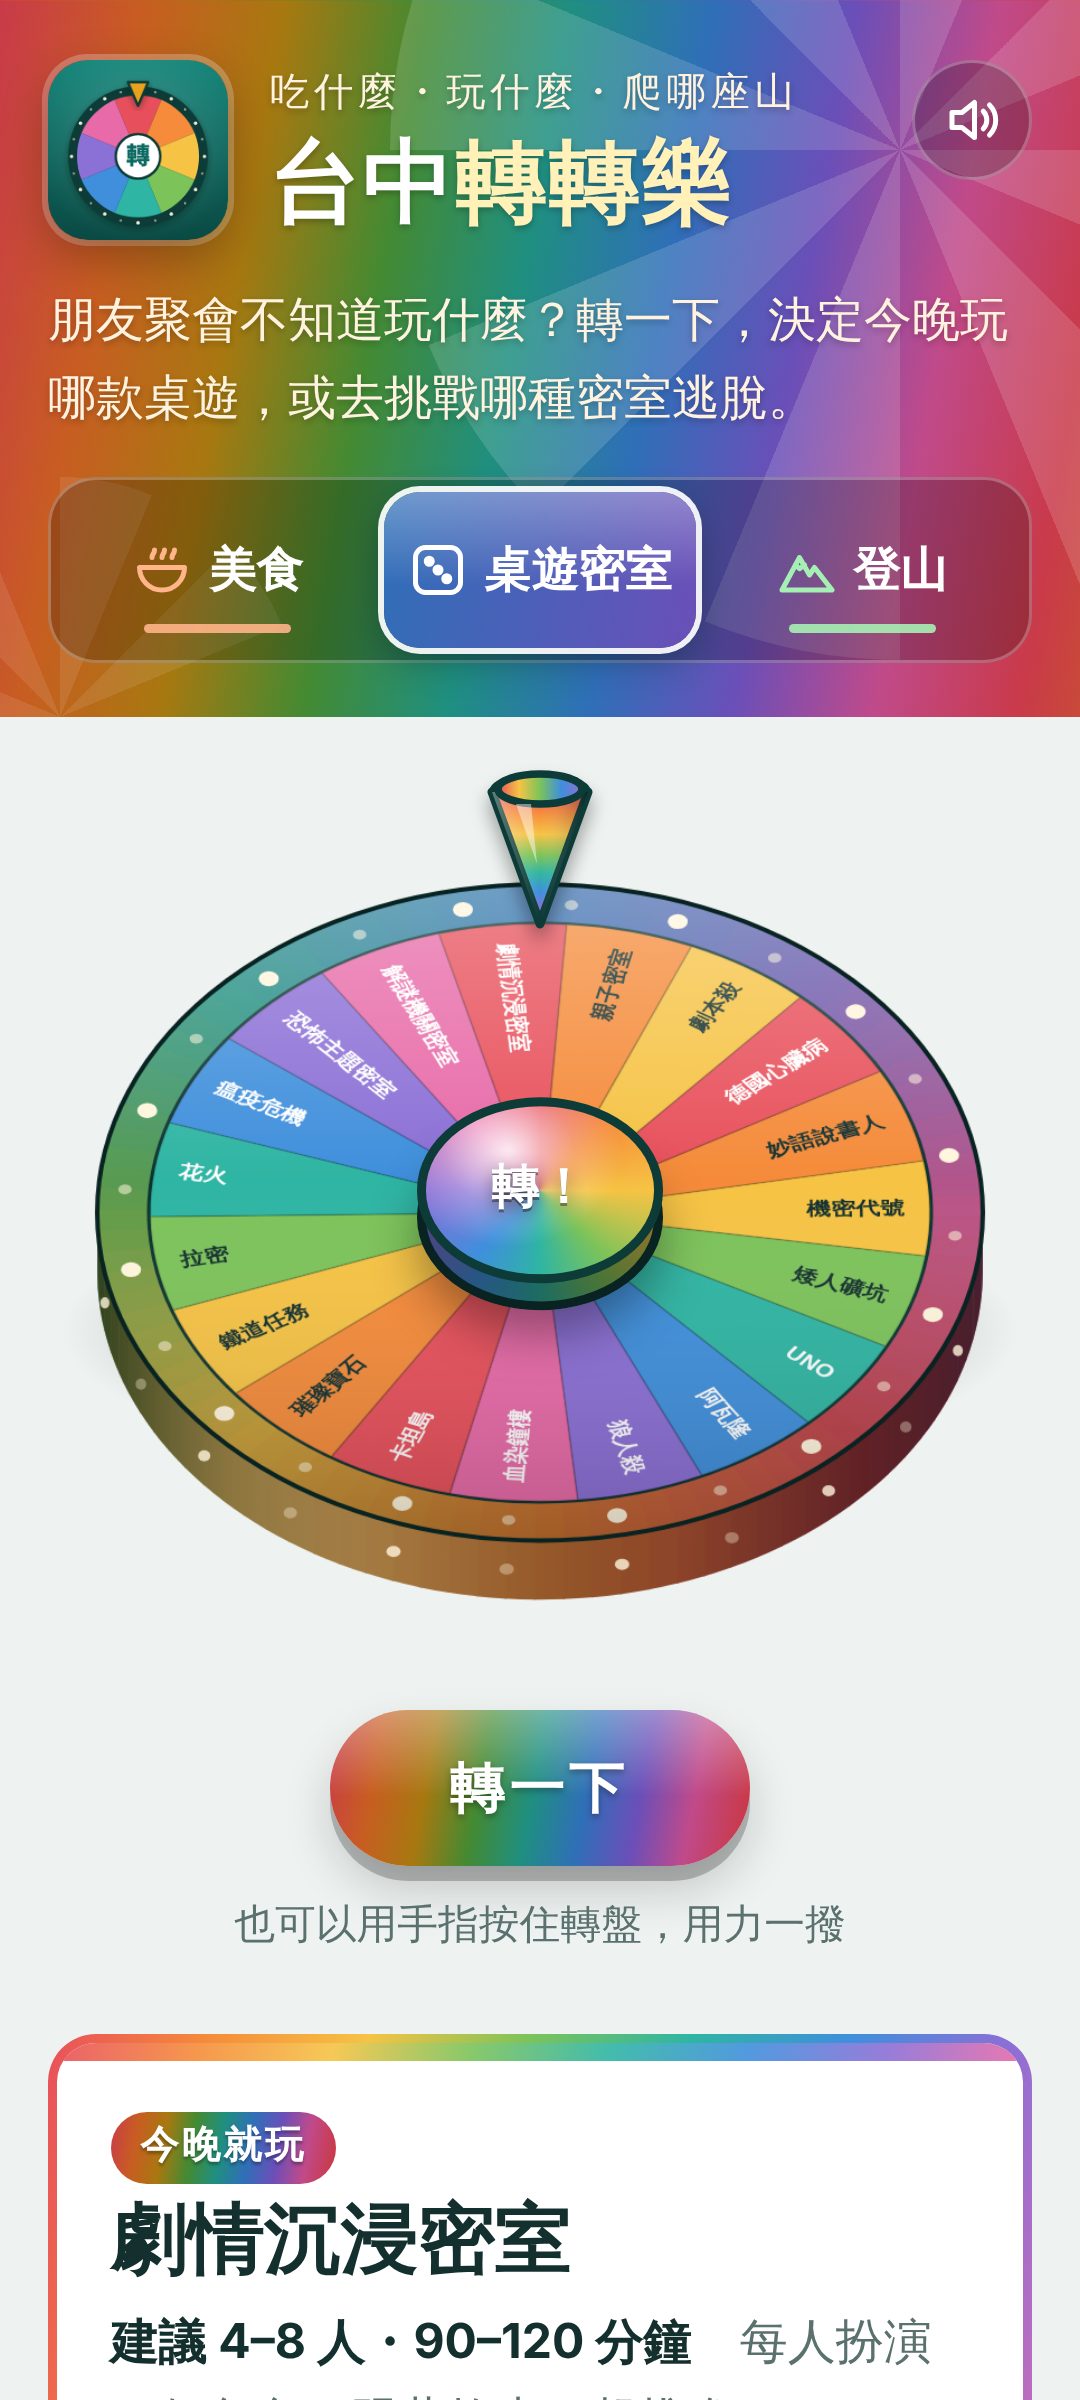 轉
吃什麼・玩什麼・爬哪座山
台中轉轉樂
朋友聚會不知道玩什麼？轉一下，決定今晚玩
哪款桌遊，或去挑戰哪種密室逃脫。
美食
桌遊密室
登山
劇情沉浸密室
親子密室
劇本殺
德國心臟病
妙語說書人
機密代號
矮人礦坑
UNO
阿瓦隆
狼人殺
血染鐘樓
卡坦島
璀璨寶石
鐵道任務
拉密
花火
瘟疫危機
恐怖主題密室
解謎機關密室
轉！
轉一下
也可以用手指按住轉盤，用力一撥
今晚就玩
劇情沉浸密室
建議 4–8 人・90–120 分鐘 每人扮演